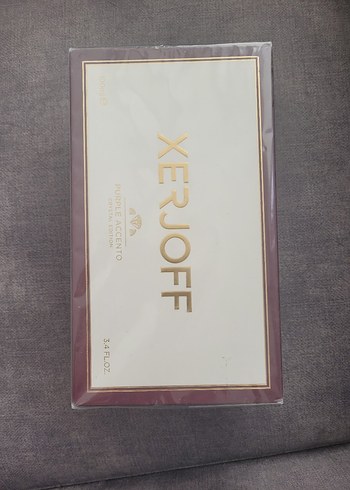 XERJOFF
PURPLE ACCENTO
3.4 FL.OZ.